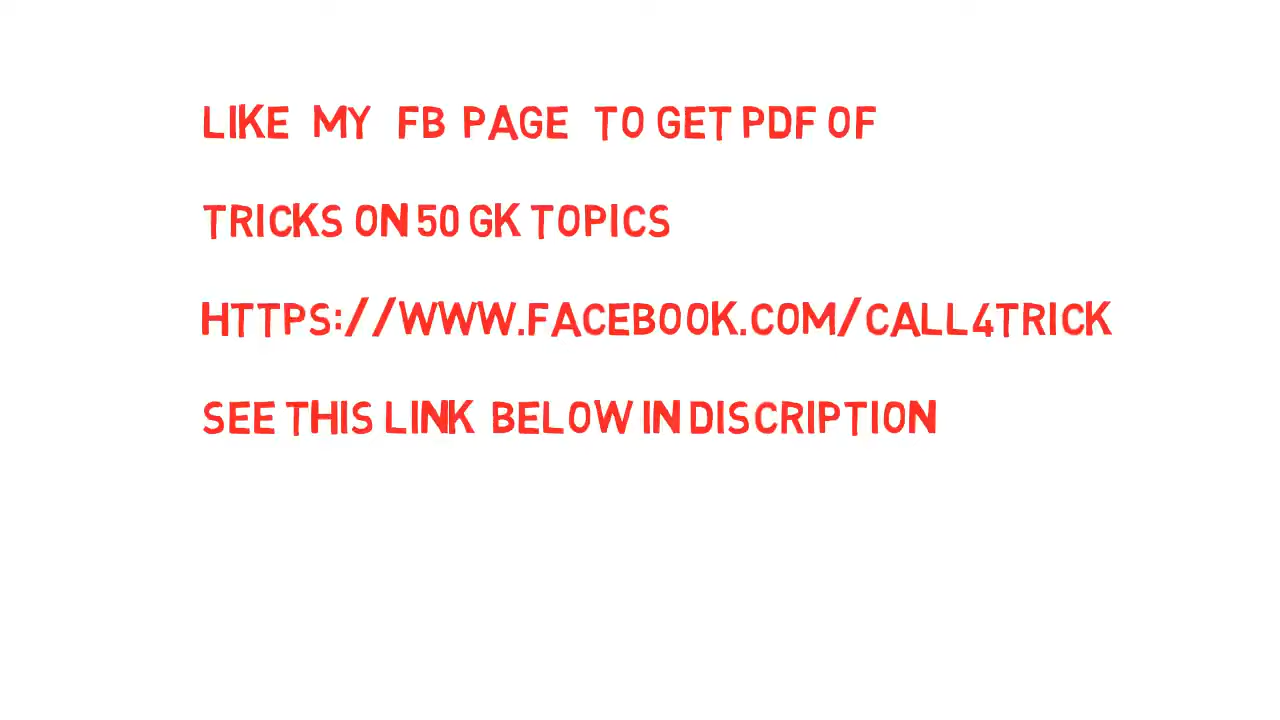 LIKE MY FB PAGE TO GET PDF OF
TRICKS ON 50 GK TOPICS
HTTPS://WWW.FACEBOOK.COM/CALL4TRICK
SEE THIS LINK BELOW IN DISCRIPTION